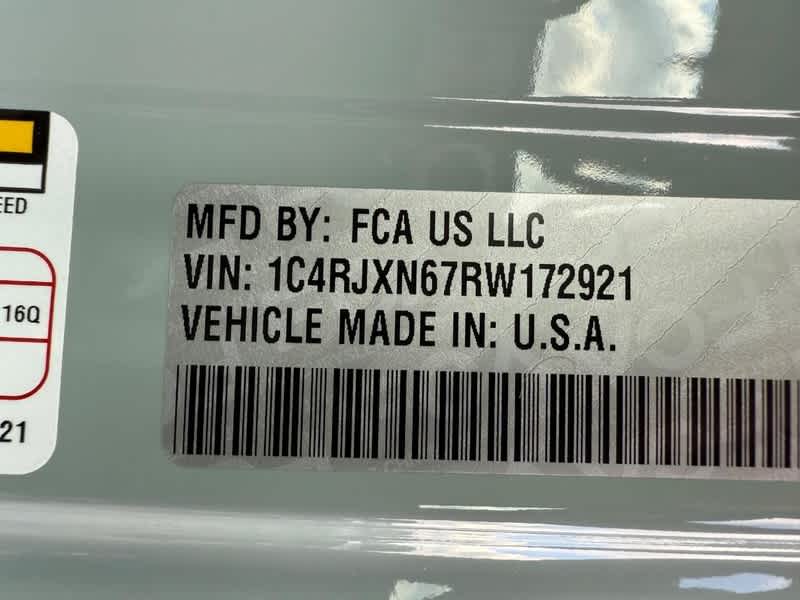 EED
16Q
21
MFD BY: FCA US LLC
VIN: 1C4RJXN67RW172921
VEHICLE MADE IN: U.S.A.